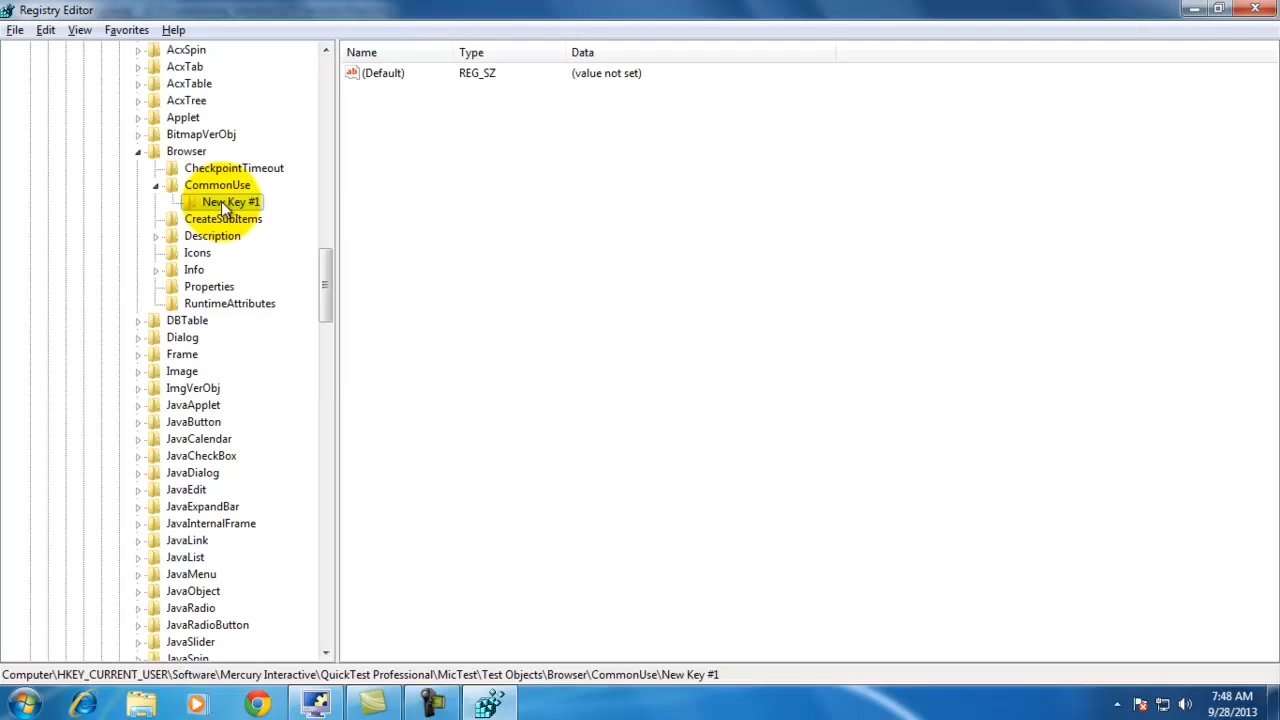 Registry Editor
File Edit View Favorites Help
AcxSpin
AcxTab
AcxTable
AcxTree
Applet
BitmapVerObj
Browser
CheckpointTimeout
CommonUse
New Key #1
CreateSubItems
Description
Icons
Info
Properties
RuntimeAttributes
DBTable
Dialog
Frame
Image
ImgVerObj
JavaApplet
JavaButton
JavaCalendar
JavaCheckBox
JavaDialog
JavaEdit
JavaExpandBar
JavaInternalFrame
JavaLink
JavaList
JavaMenu
JavaObject
JavaRadio
JavaRadioButton
JavaSlider
JavaSpin
Name Type Data
ab (Default) REG_SZ (value not set)
Computer\HKEY_CURRENT_USER\Software\Mercury Interactive\QuickTest Professional\MicTest\Test Objects\Browser\CommonUse\New Key #1
7:48 AM
9/28/2013